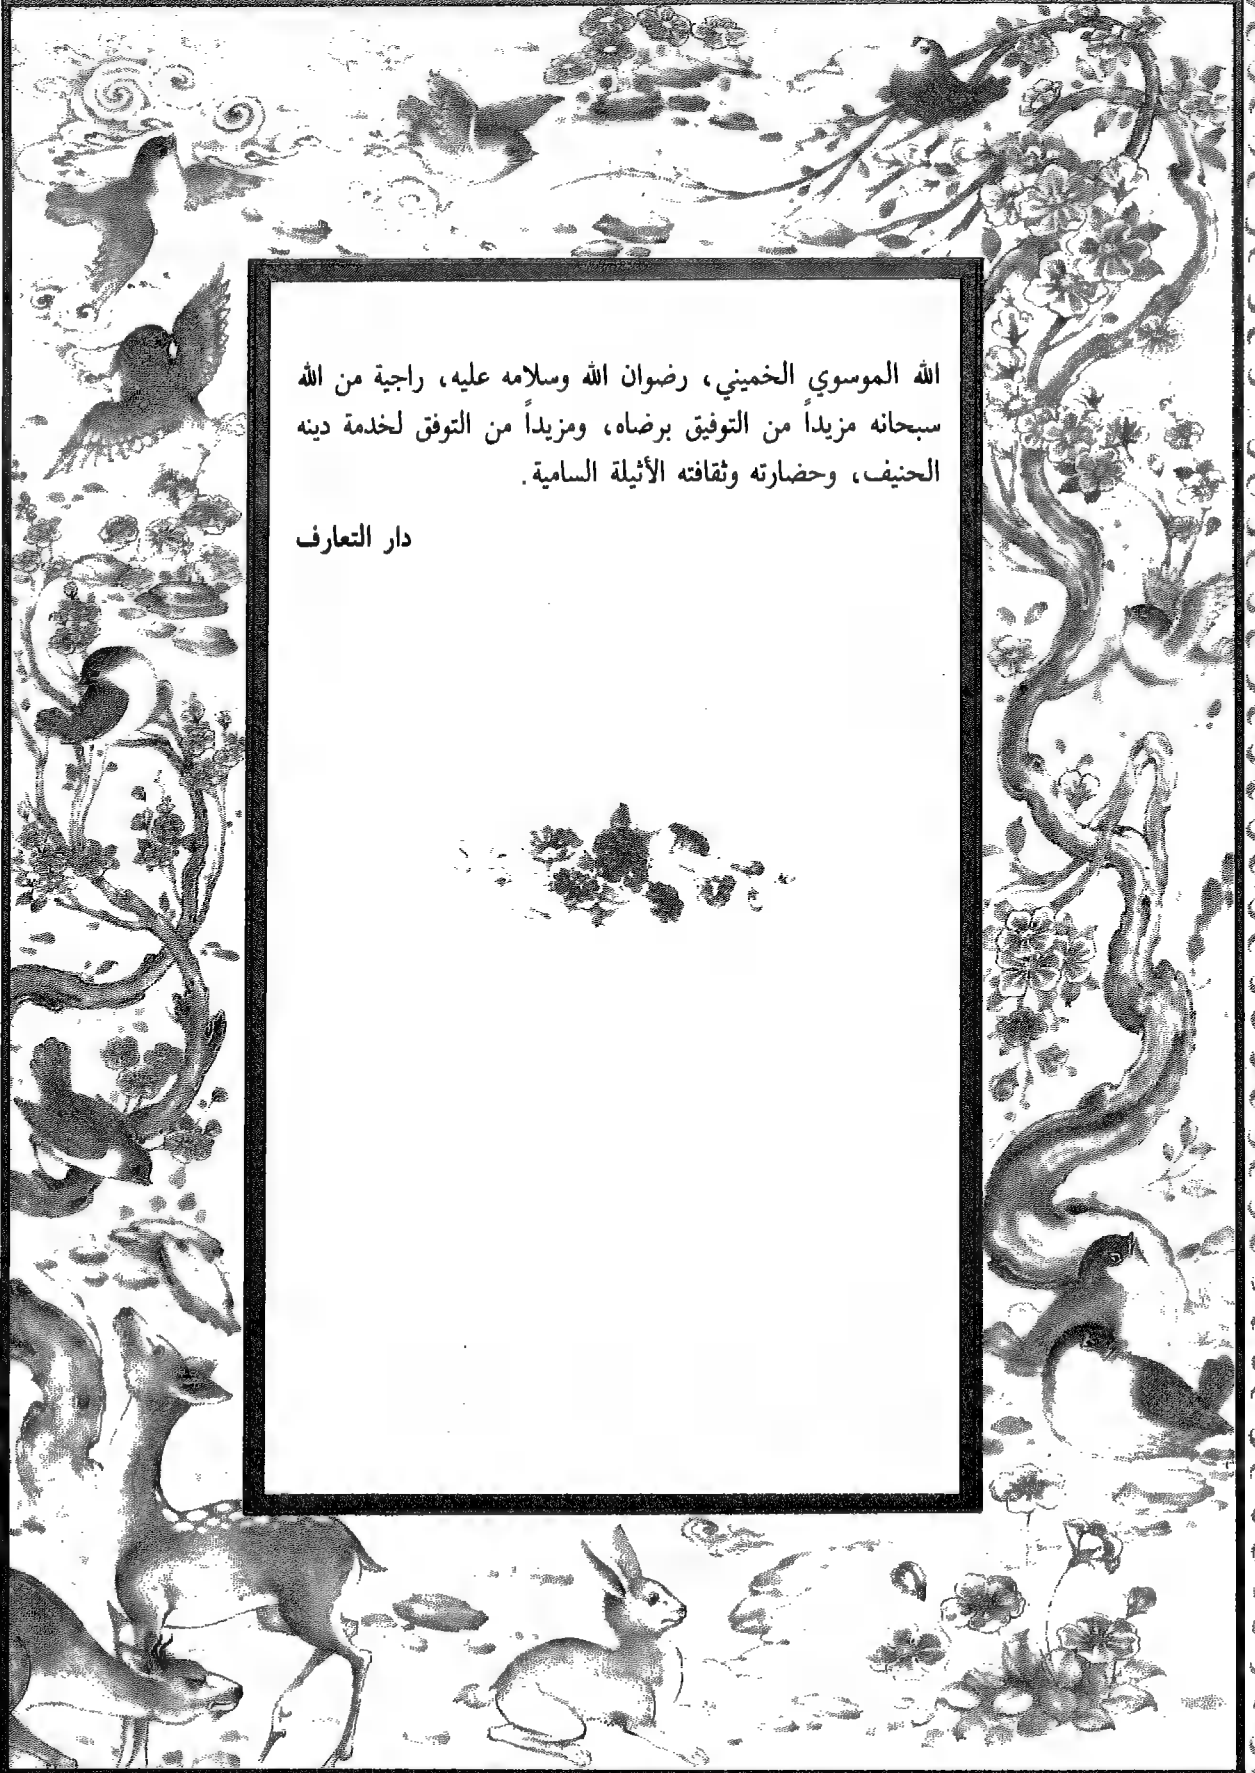 الله الموسوي الخميني، رضوان الله وسلامه عليه، راجية من الله
سبحانه مزيداً من التوفيق برضاه، ومزيداً من التوفق لخدمة دينه
الحنيف، وحضارته وثقافته الأثيلة السامية.
دار التعارف